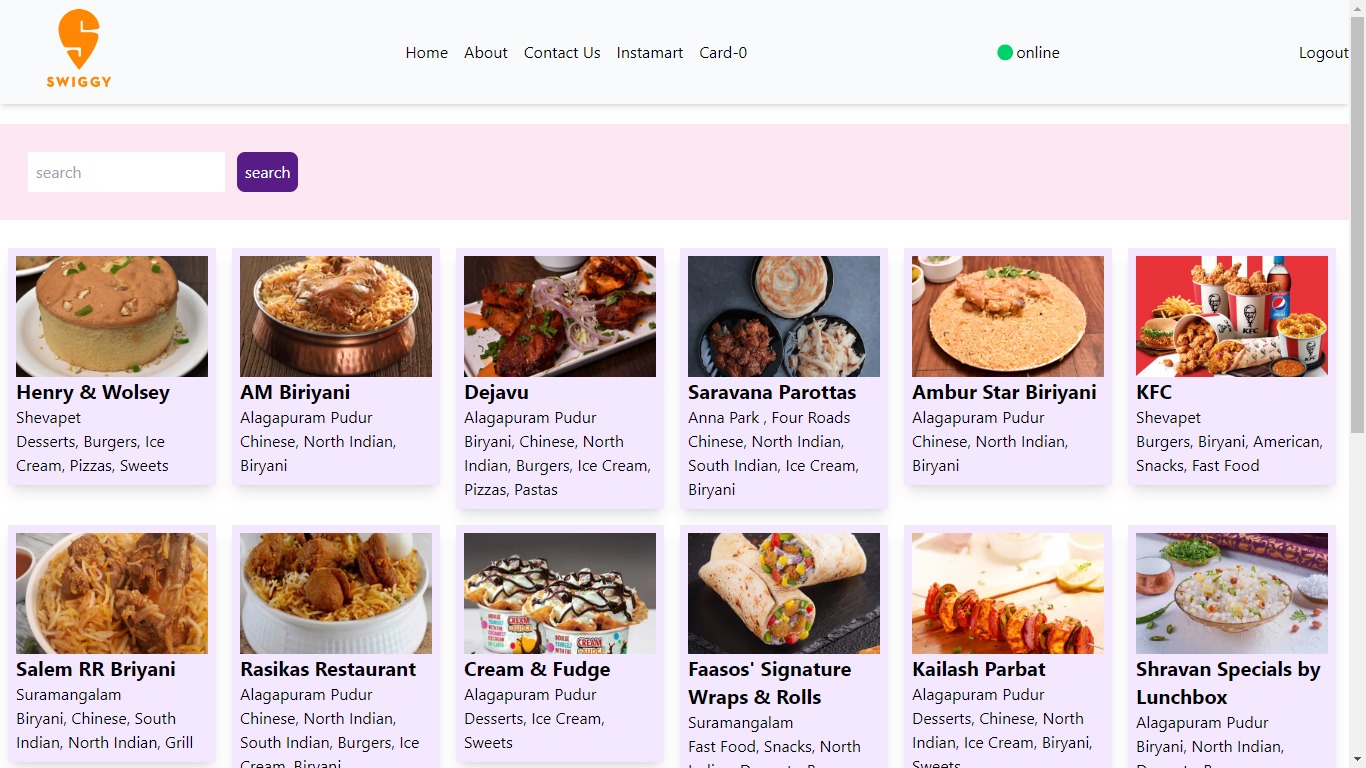 SWIGGY
Home About Contact Us Instamart Card-0 online Logout
search search
Henry & Wolsey
Shevapet
Desserts, Burgers, Ice
Cream, Pizzas, Sweets
AM Biriyani
Alagapuram Pudur
Chinese, North Indian,
Biryani
Dejavu
Alagapuram Pudur
Biryani, Chinese, North
Indian, Burgers, Ice Cream,
Pizzas, Pastas
Saravana Parottas
Anna Park , Four Roads
Chinese, North Indian,
South Indian, Ice Cream,
Biryani
Ambur Star Biriyani
Alagapuram Pudur
Chinese, North Indian,
Biryani
KFC
KFC
Shevapet
Burgers, Biryani, American,
Snacks, Fast Food
Salem RR Briyani
Suramangalam
Biryani, Chinese, South
Indian, North Indian, Grill
Rasikas Restaurant
Alagapuram Pudur
Chinese, North Indian,
South Indian, Burgers, Ice
Cream, Biryani
CREAM
Cream & Fudge
Alagapuram Pudur
Desserts, Ice Cream,
Sweets
Faasos' Signature
Wraps & Rolls
Suramangalam
Fast Food, Snacks, North
Kailash Parbat
Alagapuram Pudur
Desserts, Chinese, North
Indian, Ice Cream, Biryani,
Sweets
Shravan Specials by
Lunchbox
Alagapuram Pudur
Biryani, North Indian,